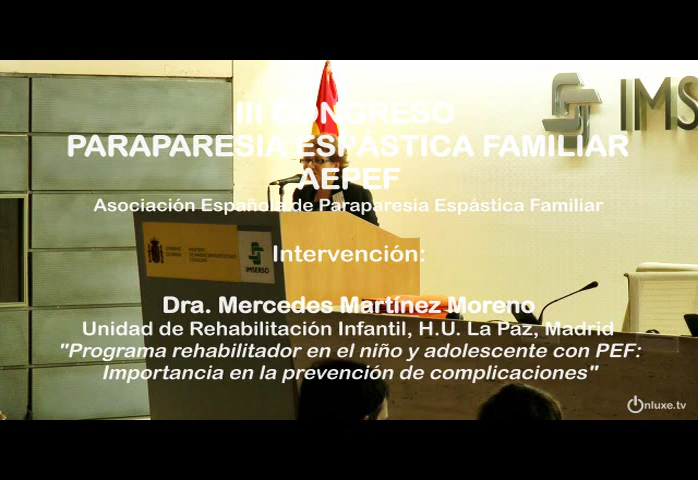 III CONGRESO
PARAPARESIA ESPÁSTICA FAMILIAR
AEPEF
Asociación Española de Paraparesia Espástica Familiar
Intervención:
Dra. Mercedes Martínez Moreno
Unidad de Rehabilitación Infantil, H.U. La Paz, Madrid
"Programa rehabilitador en el niño y adolescente con PEF:
Importancia en la prevención de complicaciones"
IMS
IMSERSO
nluxe.tv